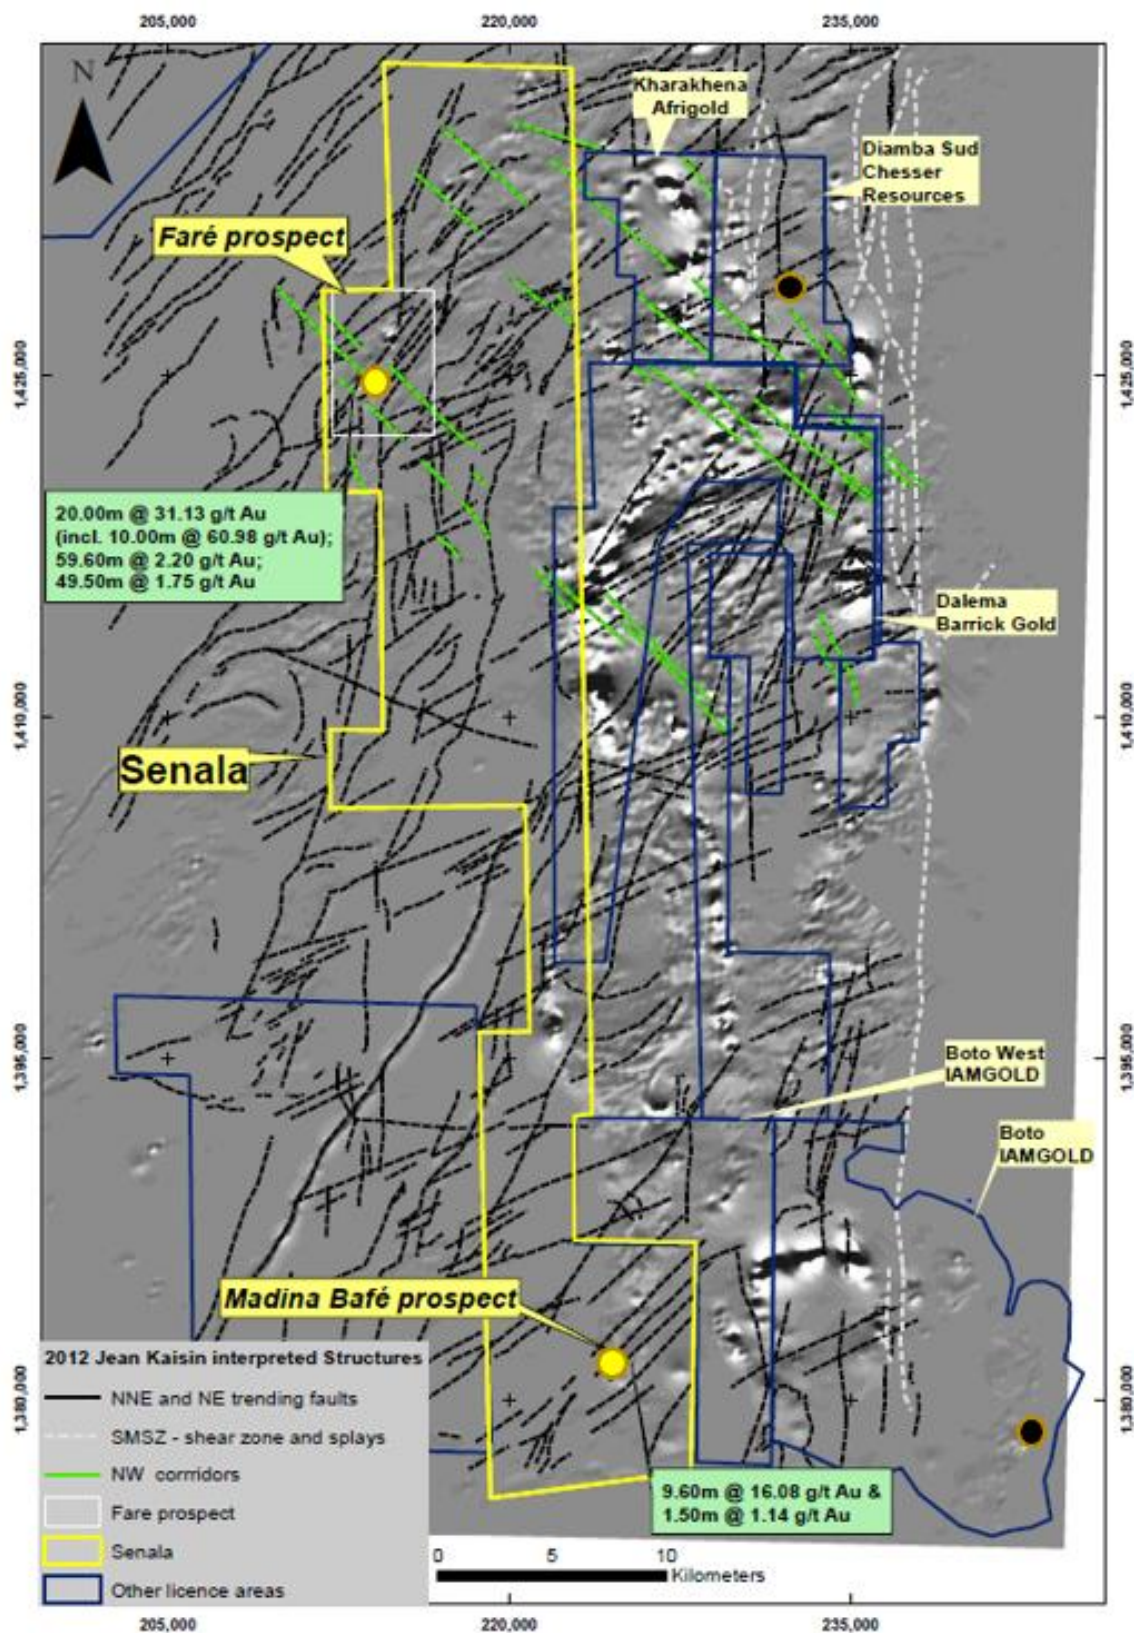 205,000
220,000
235,000
N
Kharakhena
Afrigold
Diamba Sud
Chesser
Resources
Faré prospect
1,425,000
1,425,000
20.00m @ 31.13 g/t Au
(incl. 10.00m @ 60.98 g/t Au);
59.60m @ 2.20 g/t Au;
49.50m @ 1.75 g/t Au
Dalema
Barrick Gold
1,410,000
1,410,000
Senala
1,395,000
1,395,000
Boto West
IAMGOLD
Boto
IAMGOLD
Madina Bafé prospect
1,380,000
1,380,000
2012 Jean Kaisin interpreted Structures
NNE and NE trending faults
SMSZ - shear zone and splays
NW corrridors
Fare prospect
Senala
Other licence areas
9.60m @ 16.08 g/t Au &
1.50m @ 1.14 g/t Au
0
5
10
Kilometers
205,000
220,000
235,000